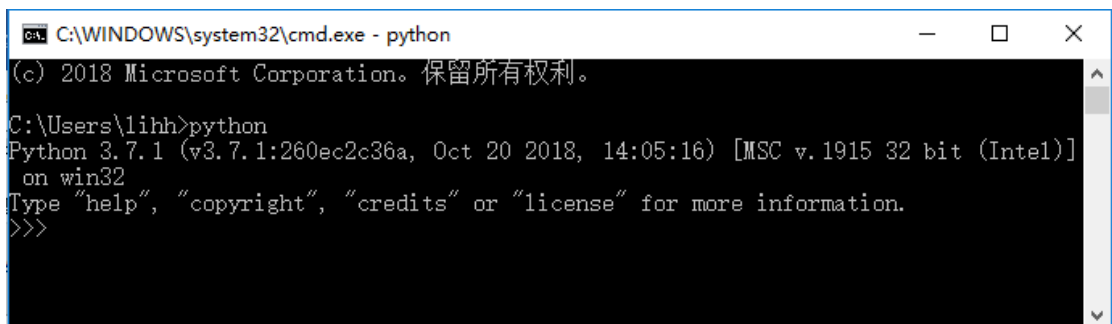 C:\WINDOWS\system32\cmd.exe - python
(c) 2018 Microsoft Corporation。保留所有权利。
C:\Users\lihh>python
Python 3.7.1 (v3.7.1:260ec2c36a, Oct 20 2018, 14:05:16) [MSC v.1915 32 bit (Intel)]
on win32
Type "help", "copyright", "credits" or "license" for more information.
>>>